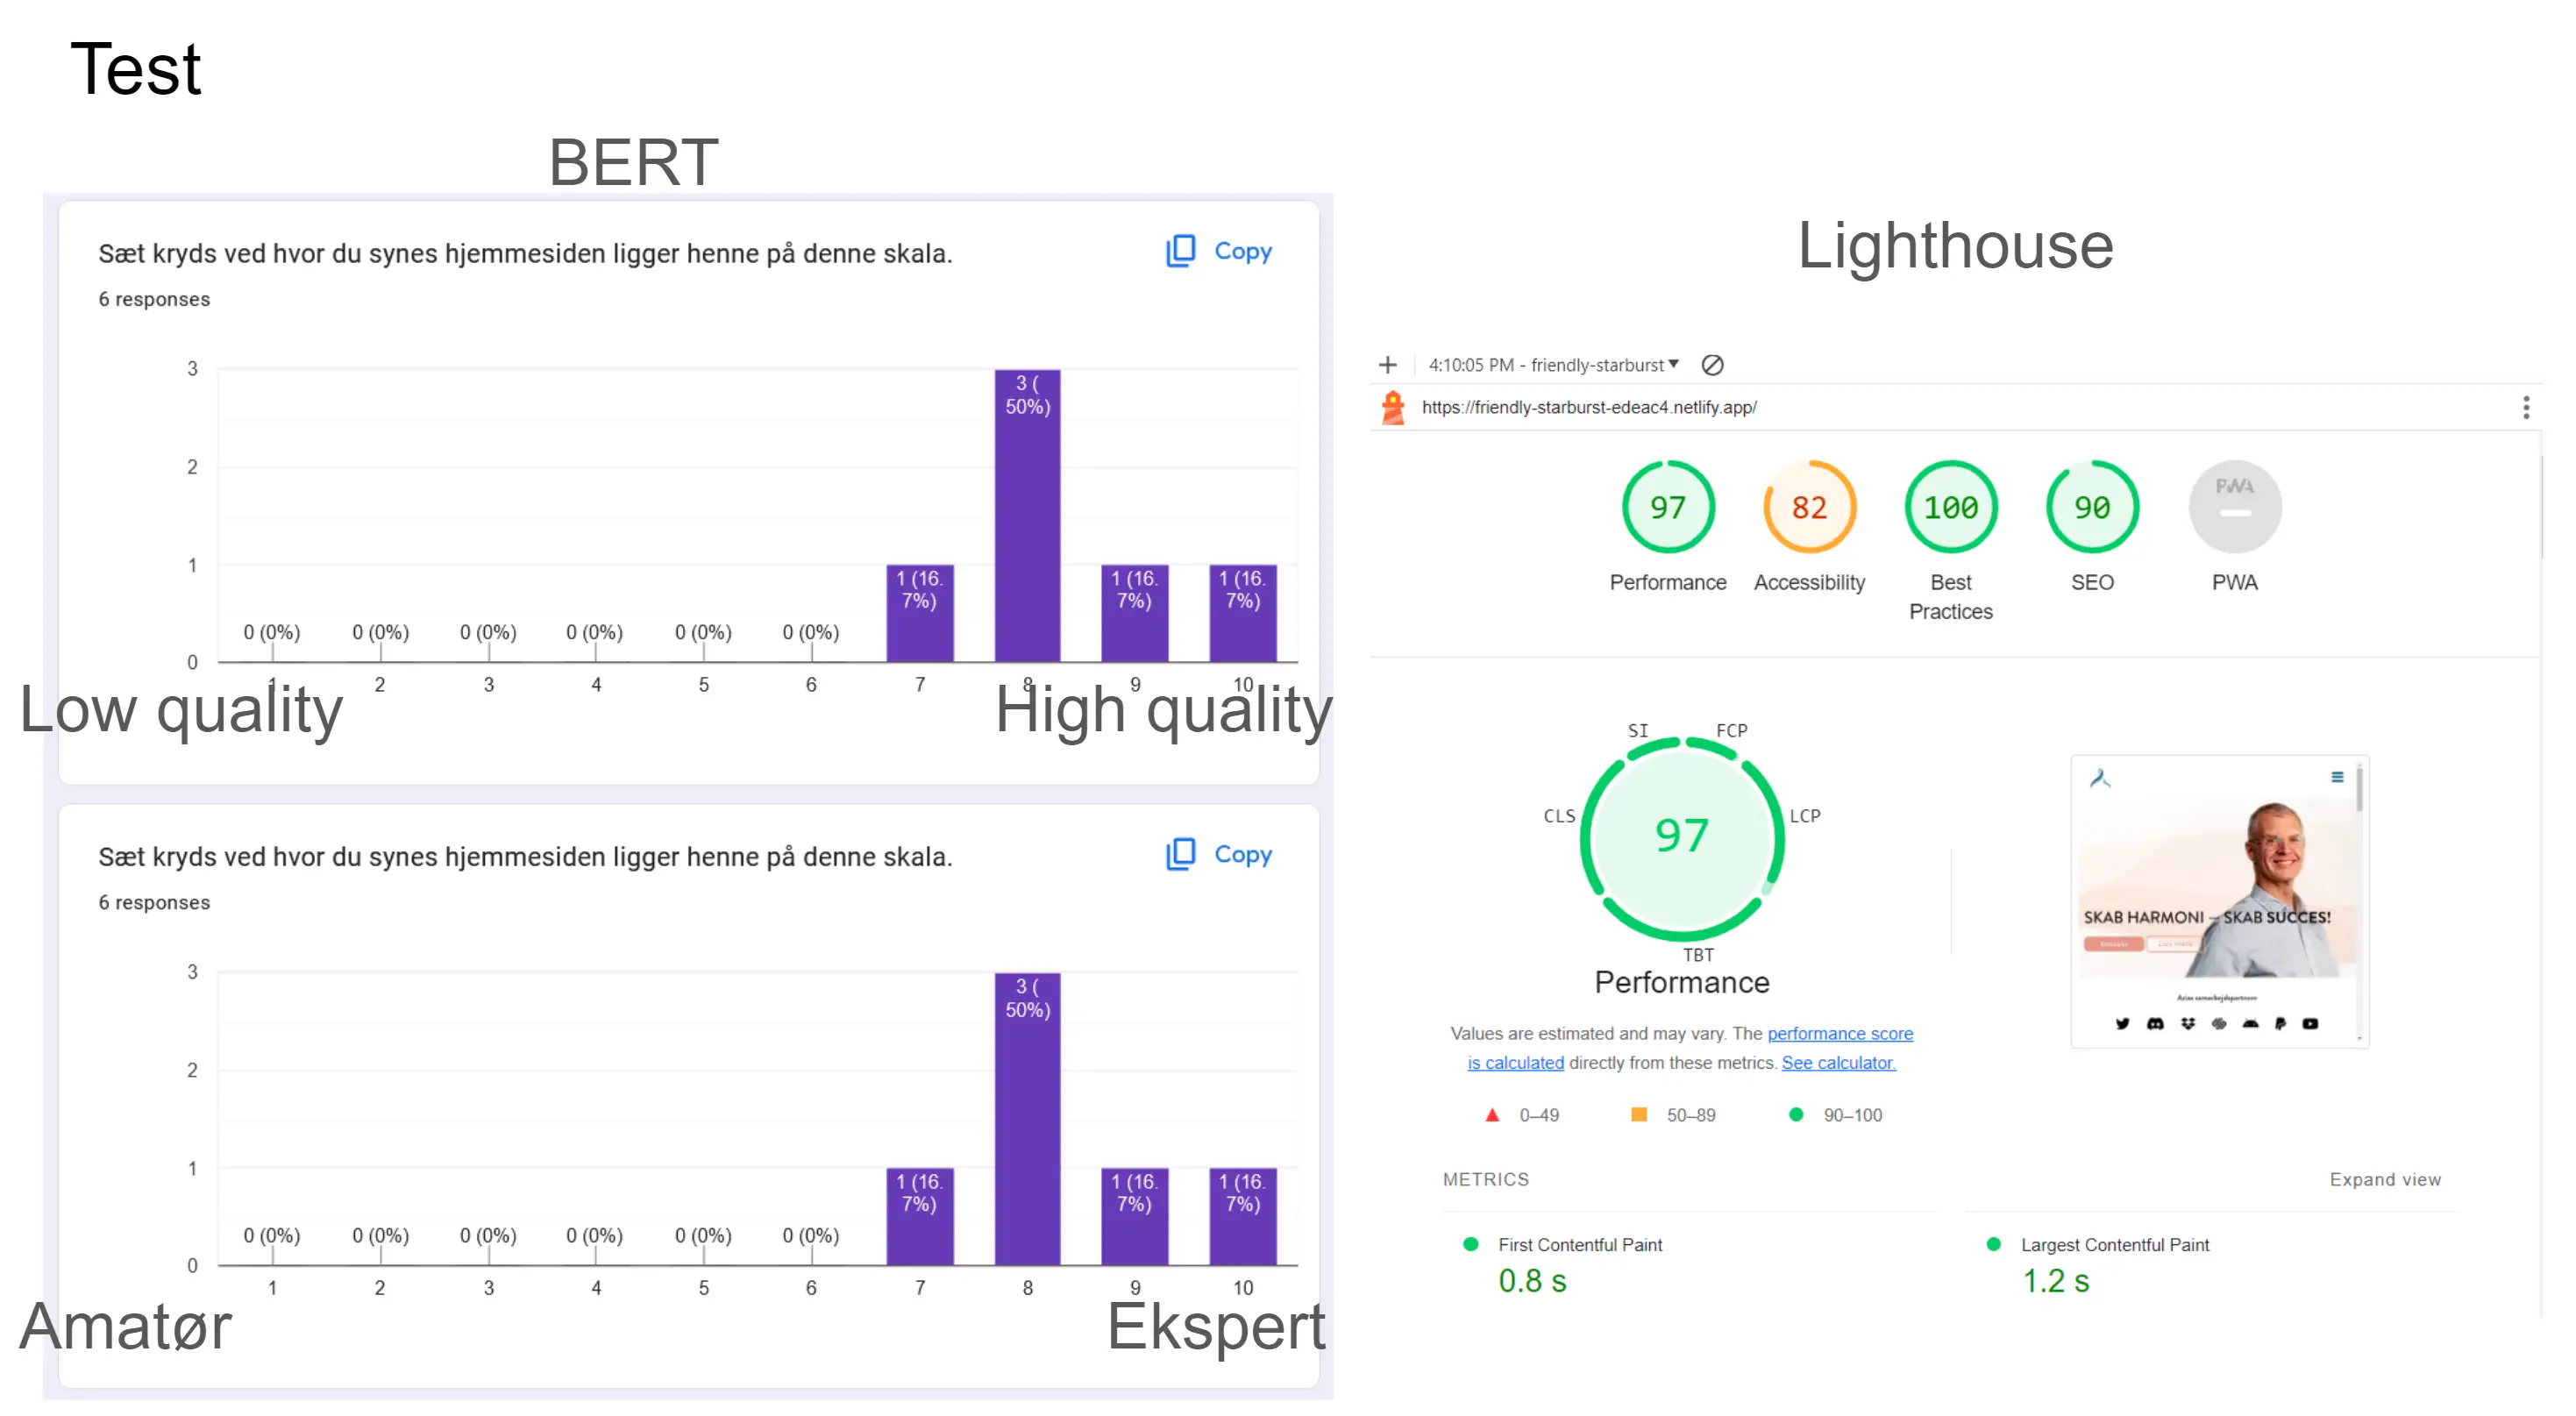 Test
BERT
Sæt kryds ved hvor du synes hjemmesiden ligger henne på denne skala.
Copy
6 responses
3
2
1
0
0 (0%)
0 (0%)
0 (0%)
0 (0%)
0 (0%)
0 (0%)
1 (16.
7%)
3 (
50%)
1 (16.
7%)
1 (16.
7%)
1 2 3 4 5 6 7 8 9 10
Low quality
High quality
Sæt kryds ved hvor du synes hjemmesiden ligger henne på denne skala.
Copy
6 responses
3
2
1
0
0 (0%)
0 (0%)
0 (0%)
0 (0%)
0 (0%)
0 (0%)
1 (16.
7%)
3 (
50%)
1 (16.
7%)
1 (16.
7%)
1 2 3 4 5 6 7 8 9 10
Amatør
Ekspert
Lighthouse
4:10:05 PM - friendly-starburst
https://friendly-starburst-edeac4.netlify.app/
97
Performance
82
Accessibility
100
Best
Practices
90
SEO
PWA
PWA
SI
FCP
CLS
LCP
97
TBT
Performance
Values are estimated and may vary. The performance score
is calculated directly from these metrics. See calculator.
0–49
50–89
90–100
SKAB HARMONI – SKAB SUCCES!
METRICS
Expand view
First Contentful Paint
0.8 s
Largest Contentful Paint
1.2 s